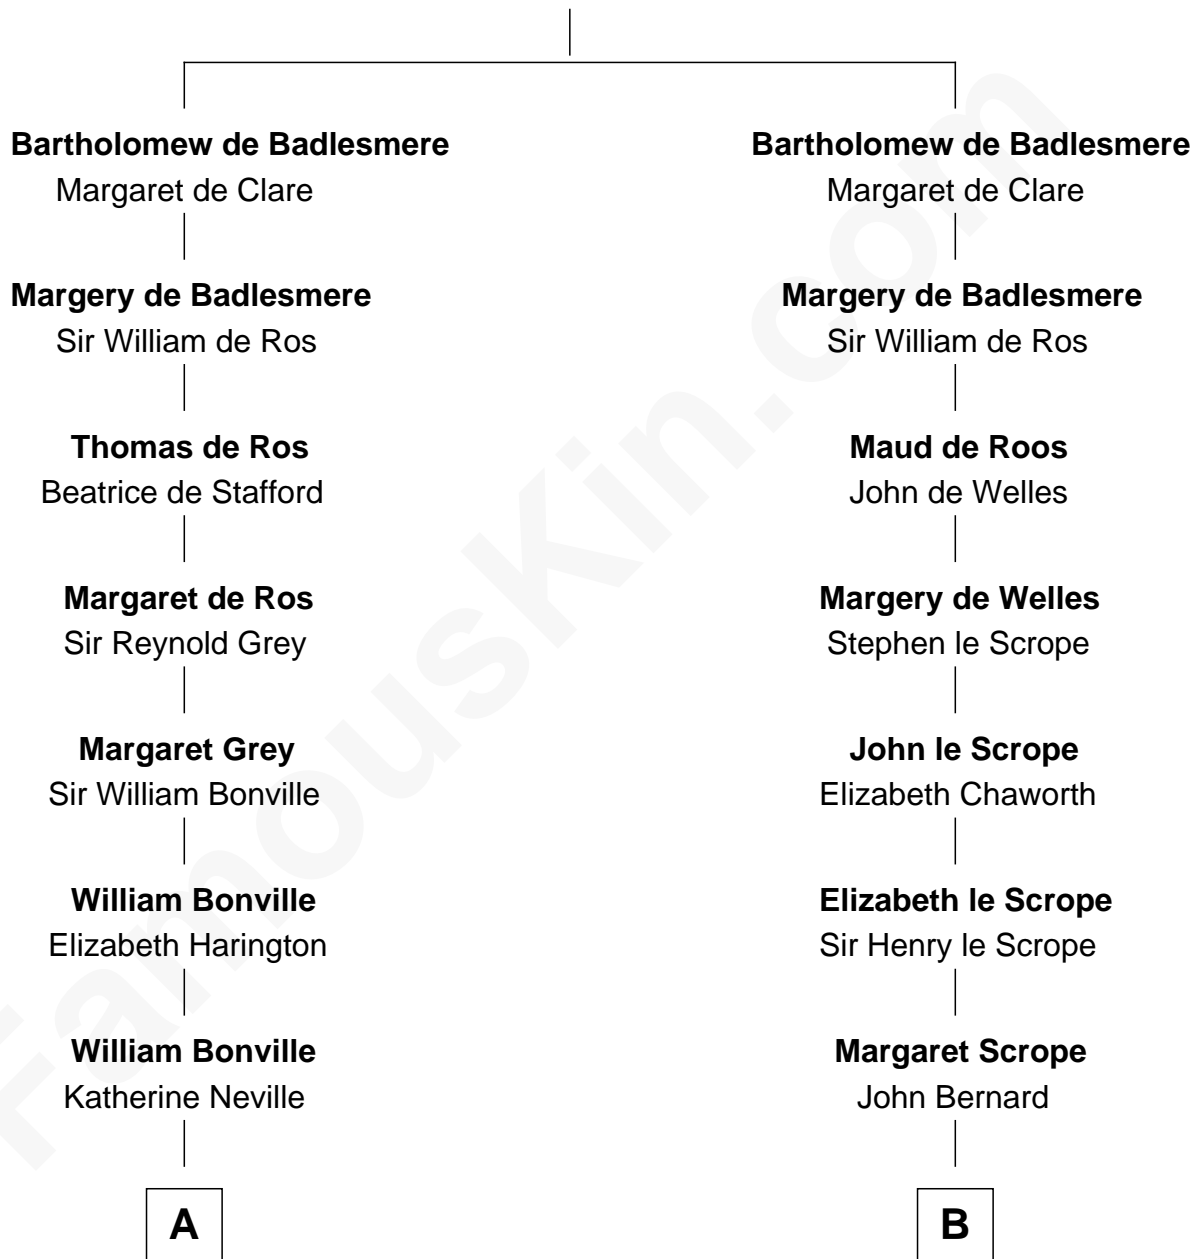 Bartholomew de Badlesmere
Margaret de Clare
Margery de Badlesmere
Sir William de Ros
Thomas de Ros
Beatrice de Stafford
Margaret de Ros
Sir Reynold Grey
Margaret Grey
Sir William Bonville
William Bonville
Elizabeth Harington
William Bonville
Katherine Neville
A
Bartholomew de Badlesmere
Margaret de Clare
Margery de Badlesmere
Sir William de Ros
Maud de Roos
John de Welles
Margery de Welles
Stephen le Scrope
John le Scrope
Elizabeth Chaworth
Elizabeth le Scrope
Sir Henry le Scrope
Margaret Scrope
John Bernard
B
FamousKin.com